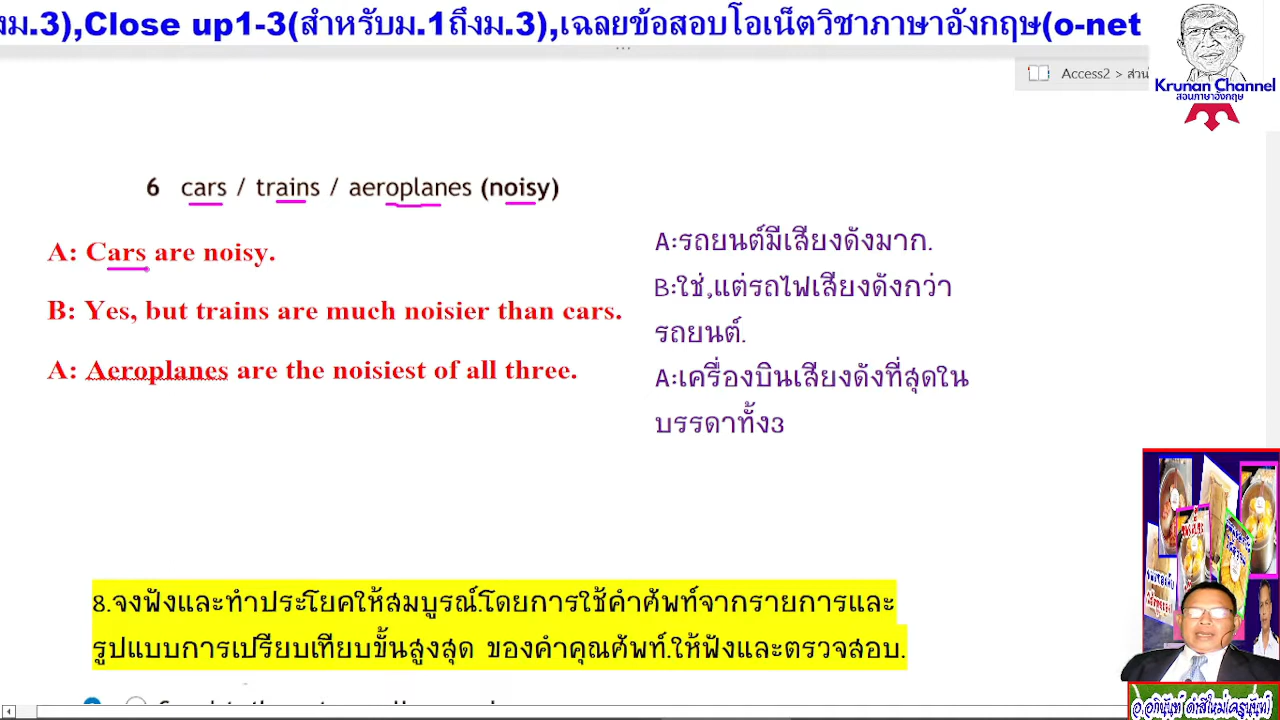 งม.3),Close up1-3(สำหรับม.1ถึงม.3),เฉลยข้อสอบโอเน็ตวิชาภาษาอังกฤษ(o-net
Access2 > ส่วน
Krunan Channel
สอนภาษาอังกฤษ
6 cars / trains / aeroplanes (noisy)
A: Cars are noisy.
B: Yes, but trains are much noisier than cars.
A: Aeroplanes are the noisiest of all three.
A:รถยนต์มีเสียงดังมาก.
B:ใช่,แต่รถไฟเสียงดังกว่า
รถยนต์.
A:เครื่องบินเสียงดังที่สุดใน
บรรดาทั้ง3
8.จงฟังและทำประโยคให้สมบูรณ์.โดยการใช้คำศัพท์จากรายการและ
รูปแบบการเปรียบเทียบขั้นสูงสุด ของคำคุณศัพท์.ให้ฟังและตรวจสอบ.